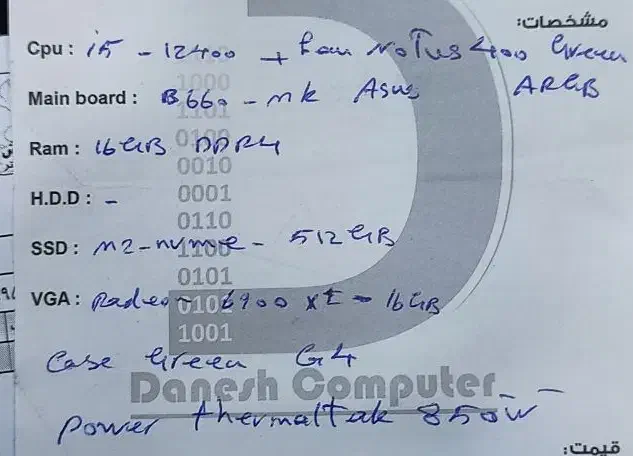 مشخصات:
Cpu : i5 - 12400 + Fan NoTus 400 Green
ARGB
1000
Main board : B660 - mk Asus
1101
0100
Ram : 16GB DDR4
0010
H.D.D : - 0001
0110
SSD : M2 - nvme - 512GB
1100
0101
VGA : Radeon 6900 XT - 16GB
0100
1001
Case Green G4
Danesh Computer
Power thermaltak 850w
قیمت: